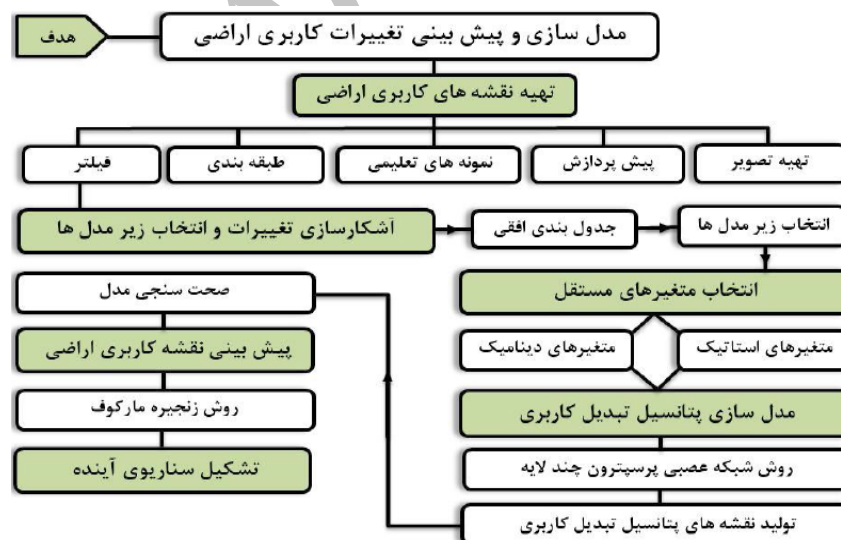 مدل سازی و پیش بینی تغییرات کاربری اراضی
هدف
تهیه نقشه های کاربری اراضی
تهیه تصویر
پیش پردازش
نمونه های تعلیمی
طبقه بندی
فیلتر
آشکارسازی تغییرات و انتخاب زیر مدل ها
جدول بندی افقی
انتخاب زیر مدل ها
انتخاب متغیرهای مستقل
متغیرهای استاتیک
متغیرهای دینامیک
مدل سازی پتانسیل تبدیل کاربری
روش شبکه عصبی پرسپترون چند لایه
تولید نقشه های پتانسیل تبدیل کاربری
صحت سنجی مدل
پیش بینی نقشه کاربری اراضی
روش زنجیره مارکوف
تشکیل سناریوی آینده